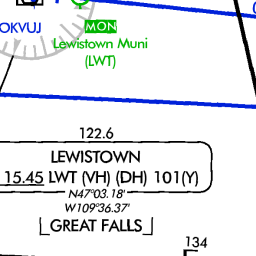 OKVUJ
MON
Lewistown Muni
(LWT)
122.6
LEWISTOWN
15.45 LWT (VH) (DH) 101(Y)
N47°03.18'
W109°36.37'
GREAT FALLS
134